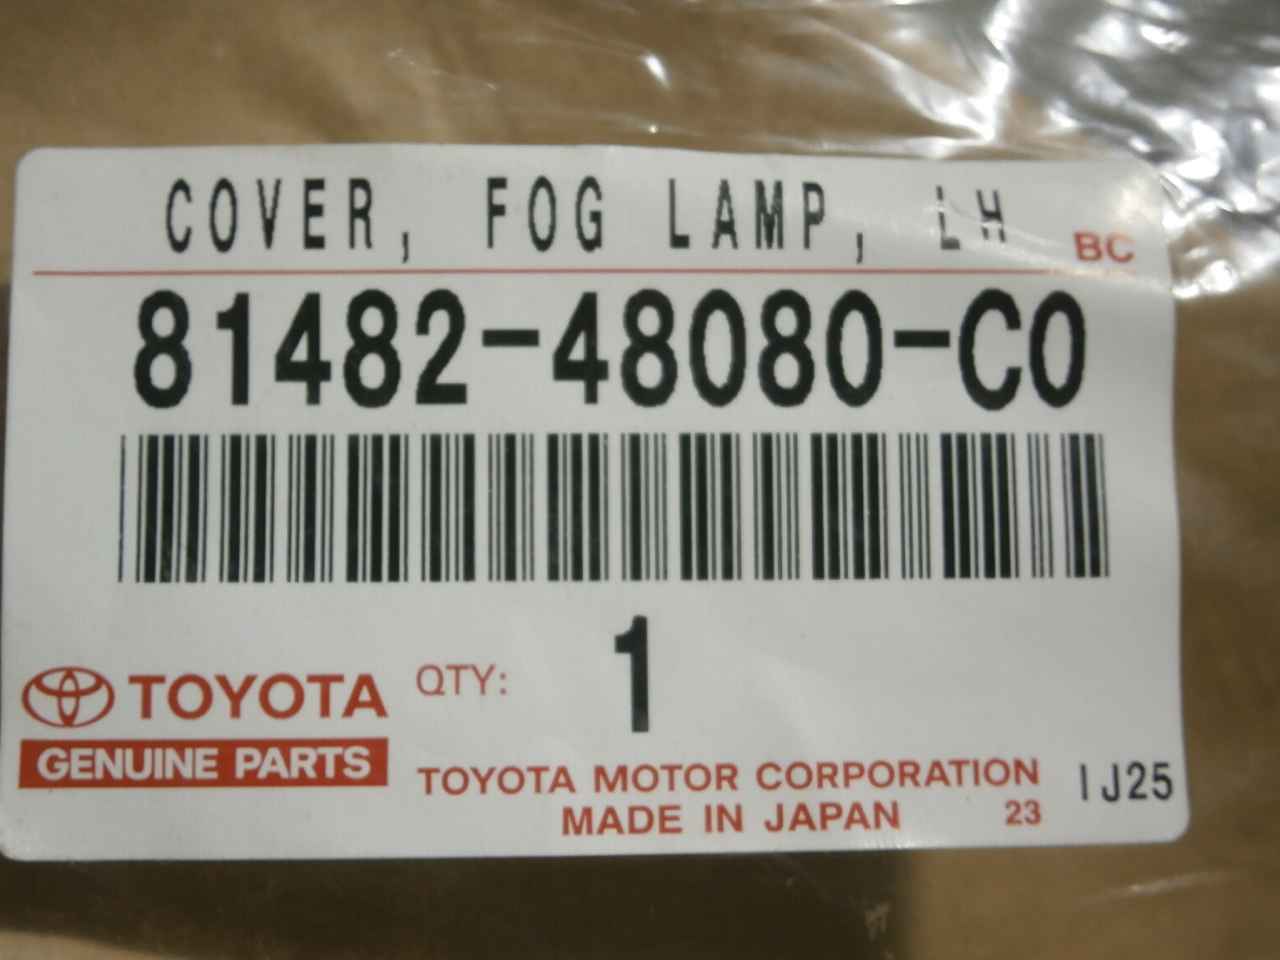 COVER, FOG LAMP, LH
BC
81482-48080-C0
QTY: 1
TOYOTA
GENUINE PARTS
TOYOTA MOTOR CORPORATION
MADE IN JAPAN 23
IJ25